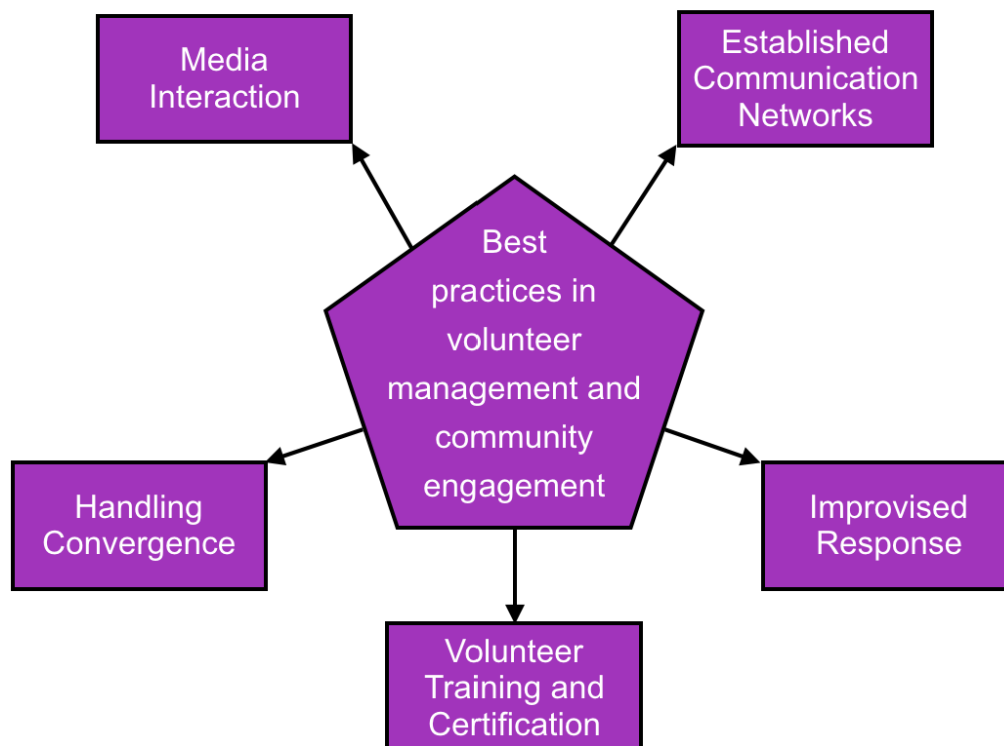 Media
Interaction
Established
Communication
Networks
Best
practices in
volunteer
management and
community
engagement
Handling
Convergence
Improvised
Response
Volunteer
Training and
Certification